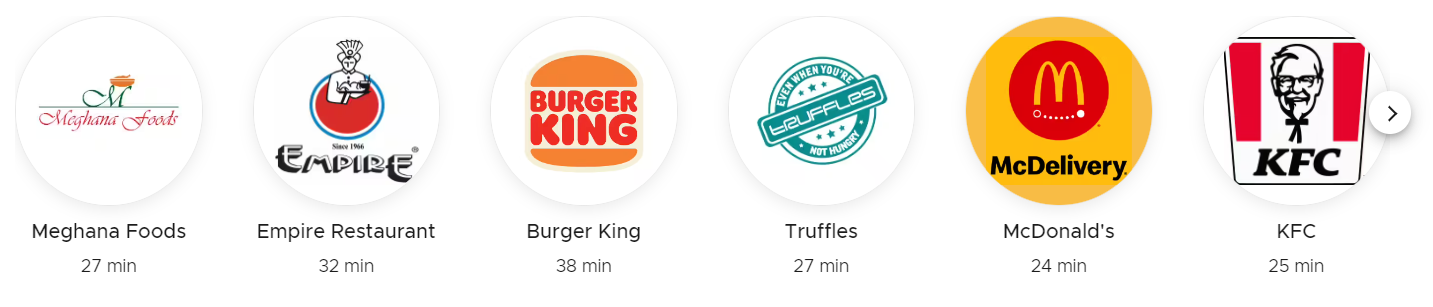 M
Meghana Foods
Since 1966
EMPIRE®
BURGER
KING
EVEN WHEN YOU'RE
truffles
NOT HUNGRY
McDelivery
KFC
Meghana Foods
Empire Restaurant
Burger King
Truffles
McDonald's
KFC
27 min
32 min
38 min
27 min
24 min
25 min